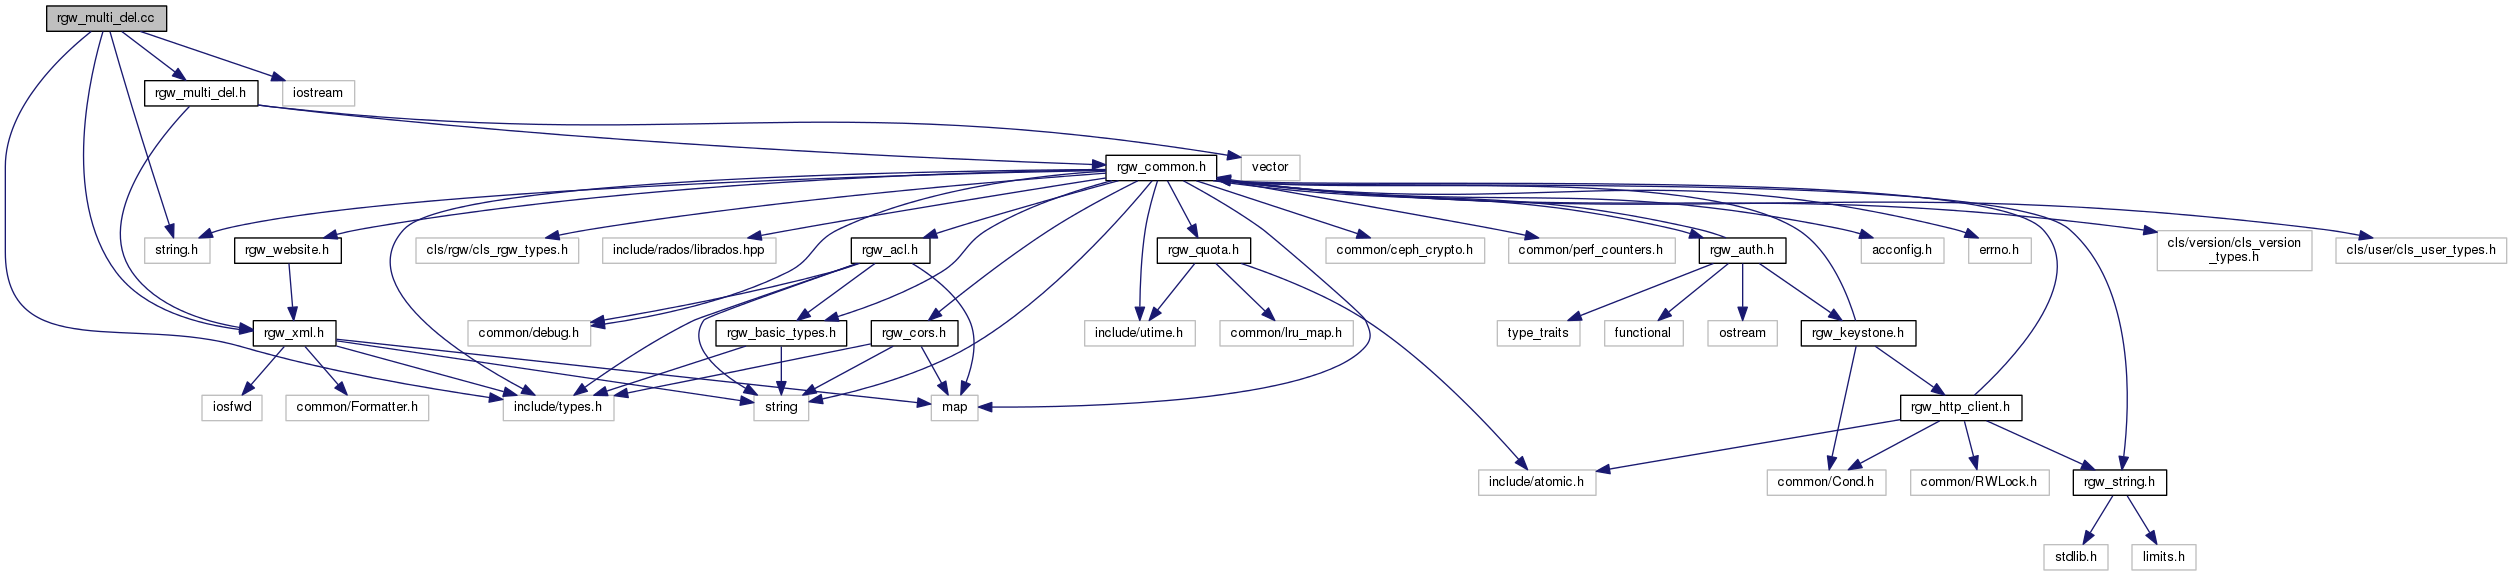 rgw_multi_del.cc
rgw_multi_del.h
iostream
rgw_common.h
vector
string.h
rgw_website.h
cls/rgw/cls_rgw_types.h
include/rados/librados.hpp
rgw_acl.h
rgw_quota.h
common/ceph_crypto.h
common/perf_counters.h
rgw_auth.h
acconfig.h
errno.h
cls/version/cls_version
_types.h
cls/user/cls_user_types.h
rgw_xml.h
common/debug.h
rgw_basic_types.h
rgw_cors.h
include/utime.h
common/lru_map.h
type_traits
functional
ostream
rgw_keystone.h
iosfwd
common/Formatter.h
include/types.h
string
map
rgw_http_client.h
include/atomic.h
common/Cond.h
common/RWLock.h
rgw_string.h
stdlib.h
limits.h